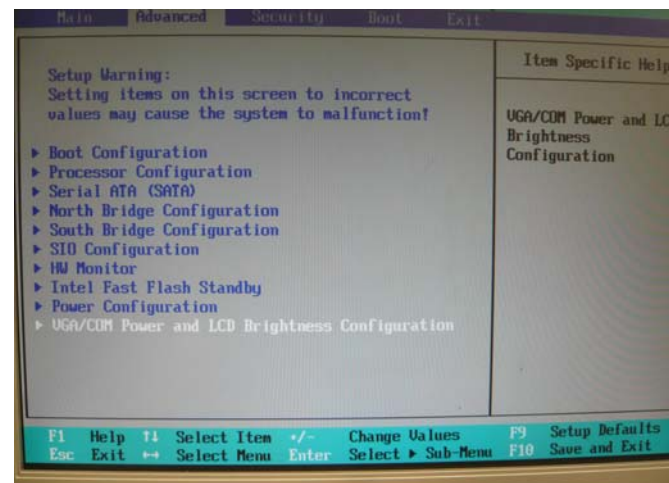 Main Advanced Security Boot Exit
Item Specific Help
Setup Warning:
Setting items on this screen to incorrect
values may cause the system to malfunction!
VGA/COM Power and LC
Brightness
Configuration
▶ Boot Configuration
▶ Processor Configuration
▶ Serial ATA (SATA)
▶ North Bridge Configuration
▶ South Bridge Configuration
▶ SIO Configuration
▶ HW Monitor
▶ Intel Fast Flash Standby
▶ Power Configuration
▶ VGA/COM Power and LCD Brightness Configuration
F1 Help ↑↓ Select Item +/- Change Values F9 Setup Defaults
Esc Exit ↔ Select Menu Enter Select ▶ Sub-Menu F10 Save and Exit